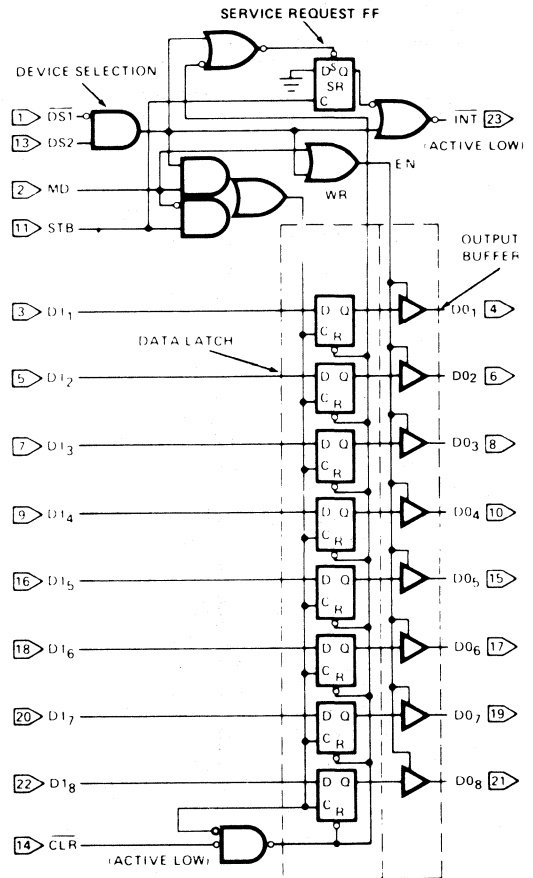 SERVICE REQUEST FF
DEVICE SELECTION
S
D Q
SR
C
1 DS1
13 DS2
INT 23
(ACTIVE LOW)
2 MD
EN
WR
11 STB
OUTPUT
BUFFER
3 DI1 D Q C R DO1 4
DATA LATCH
5 DI2 D Q C R DO2 6
7 DI3 D Q C R DO3 8
9 DI4 D Q C R DO4 10
16 DI5 D Q C R DO5 15
18 DI6 D Q C R DO6 17
20 DI7 D Q C R DO7 19
22 DI8 D Q C R DO8 21
14 CLR
(ACTIVE LOW)